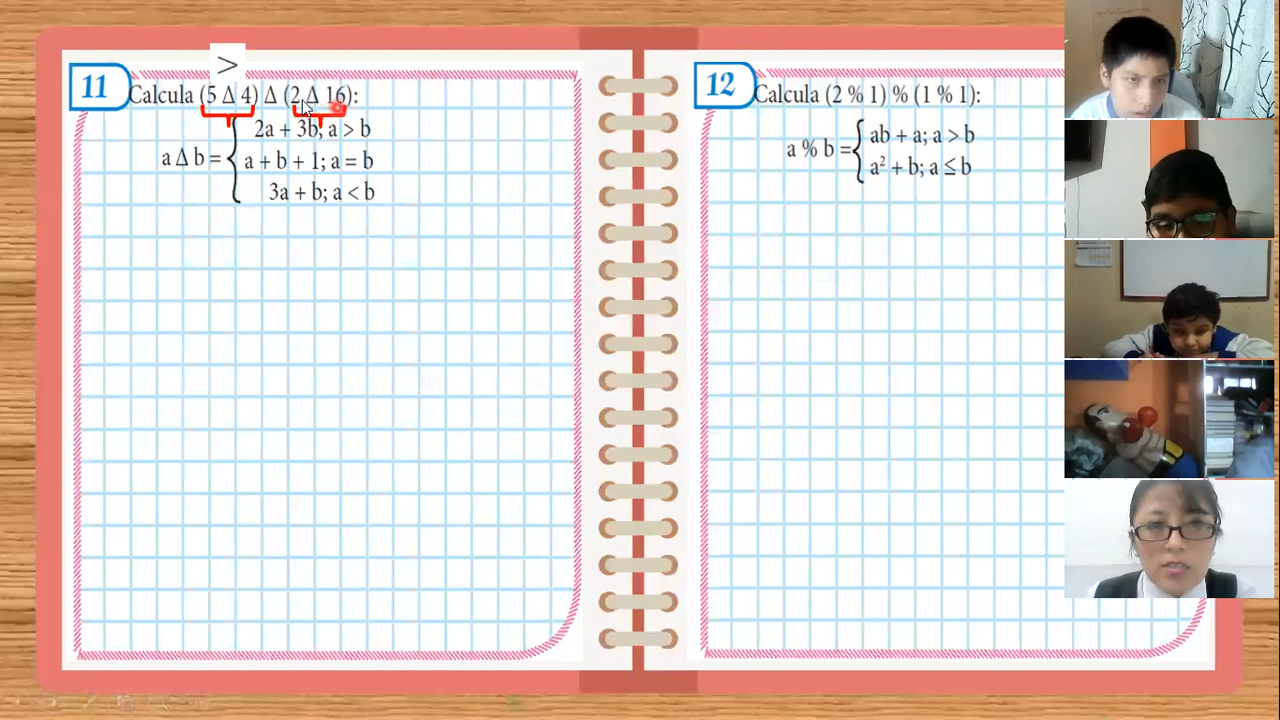 >
11
Calcula (5 Δ 4) Δ (2 Δ 16):
2a + 3b; a > b
a Δ b = { a + b + 1; a = b
3a + b; a < b
12
Calcula (2 % 1) % (1 % 1):
ab + a; a > b
a % b = {
a² + b; a ≤ b